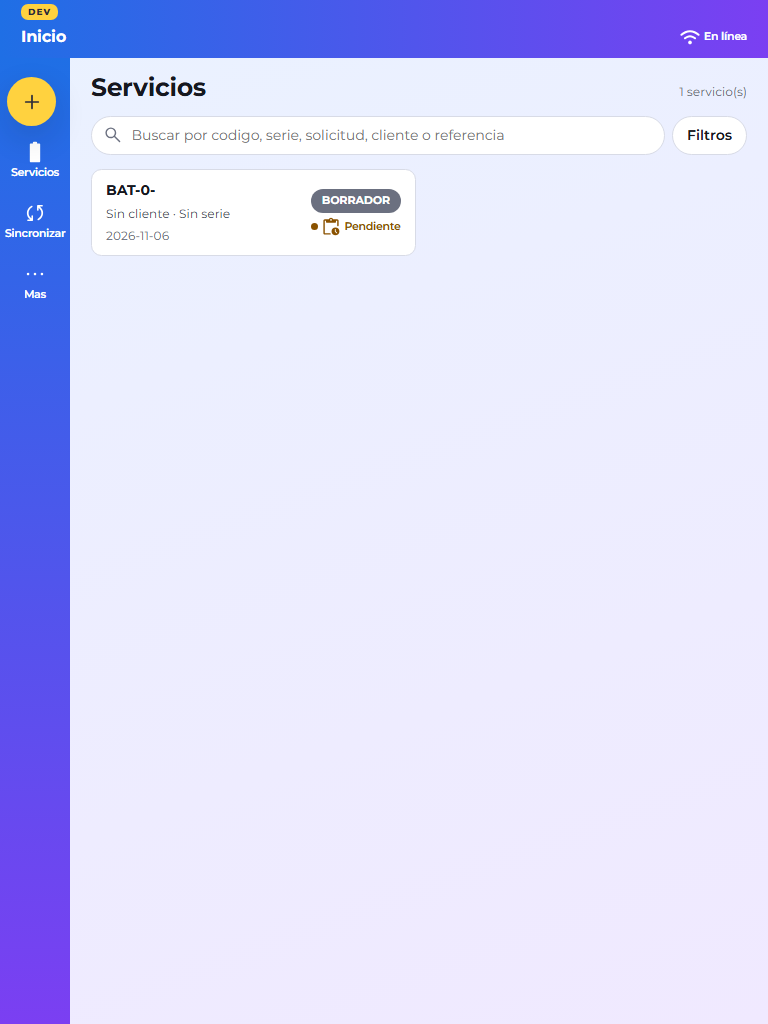 DEV
Inicio
En línea
Servicios
Sincronizar
Mas
Servicios
1 servicio(s)
Buscar por codigo, serie, solicitud, cliente o referencia
Filtros
BAT-0-
Sin cliente · Sin serie
2026-11-06
BORRADOR
Pendiente